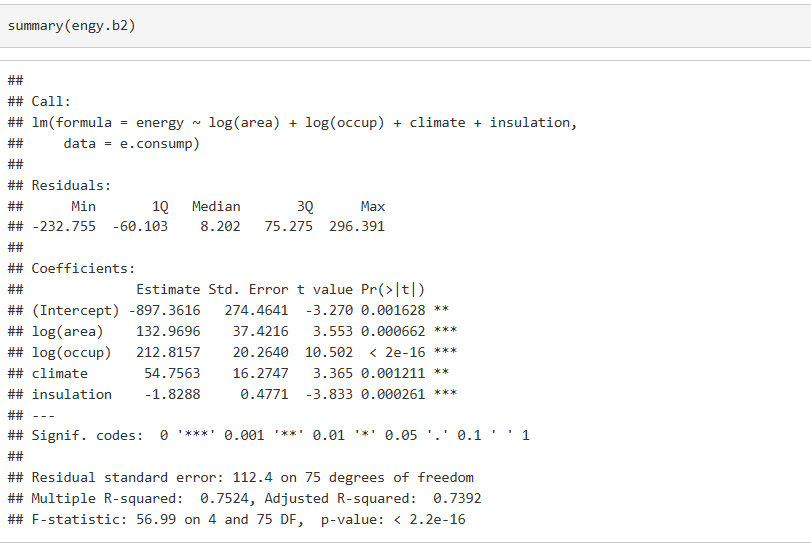 summary(engy.b2)
##
## Call:
## lm(formula = energy ~ log(area) + log(occup) + climate + insulation,
##     data = e.consump)
##
## Residuals:
##      Min       1Q   Median       3Q      Max
## -232.755  -60.103    8.202   75.275  296.391
##
## Coefficients:
##              Estimate Std. Error t value Pr(>|t|)
## (Intercept) -897.3616   274.4641  -3.270 0.001628 **
## log(area)    132.9696    37.4216   3.553 0.000662 ***
## log(occup)   212.8157    20.2640  10.502  < 2e-16 ***
## climate       54.7563    16.2747   3.365 0.001211 **
## insulation    -1.8288     0.4771  -3.833 0.000261 ***
## ---
## Signif. codes:  0 '***' 0.001 '**' 0.01 '*' 0.05 '.' 0.1 ' ' 1
##
## Residual standard error: 112.4 on 75 degrees of freedom
## Multiple R-squared:  0.7524, Adjusted R-squared:  0.7392
## F-statistic: 56.99 on 4 and 75 DF,  p-value: < 2.2e-16